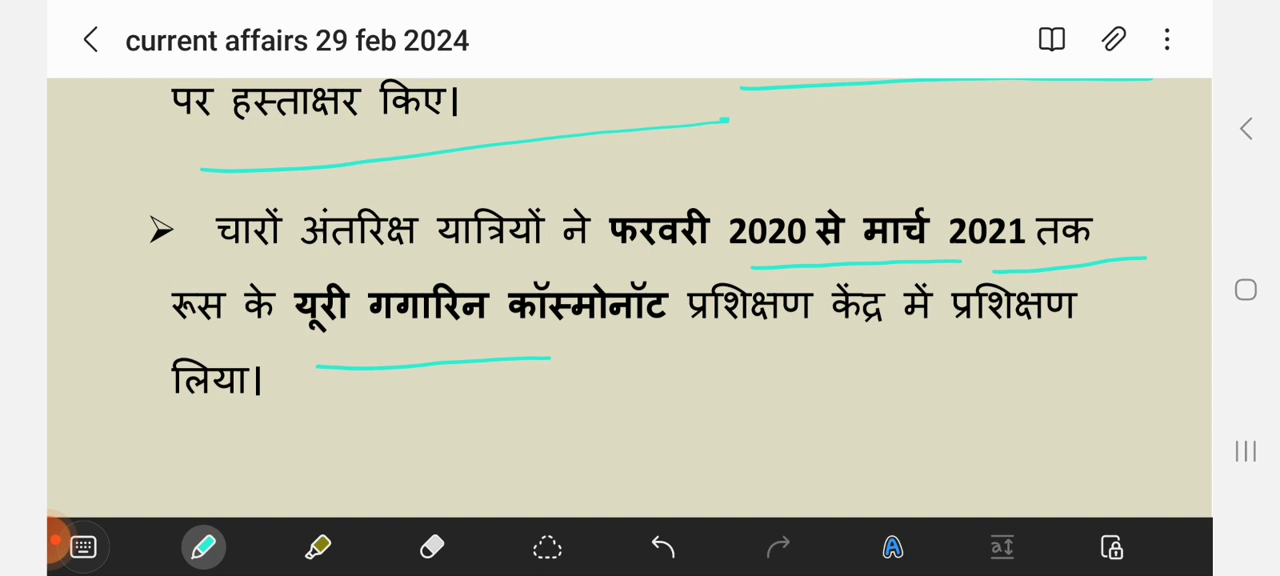 current affairs 29 feb 2024
पर हस्ताक्षर किए।
➢ चारों अंतरिक्ष यात्रियों ने फरवरी 2020 से मार्च 2021 तक
रूस के यूरी गगारिन कॉस्मोनॉट प्रशिक्षण केंद्र में प्रशिक्षण
लिया।